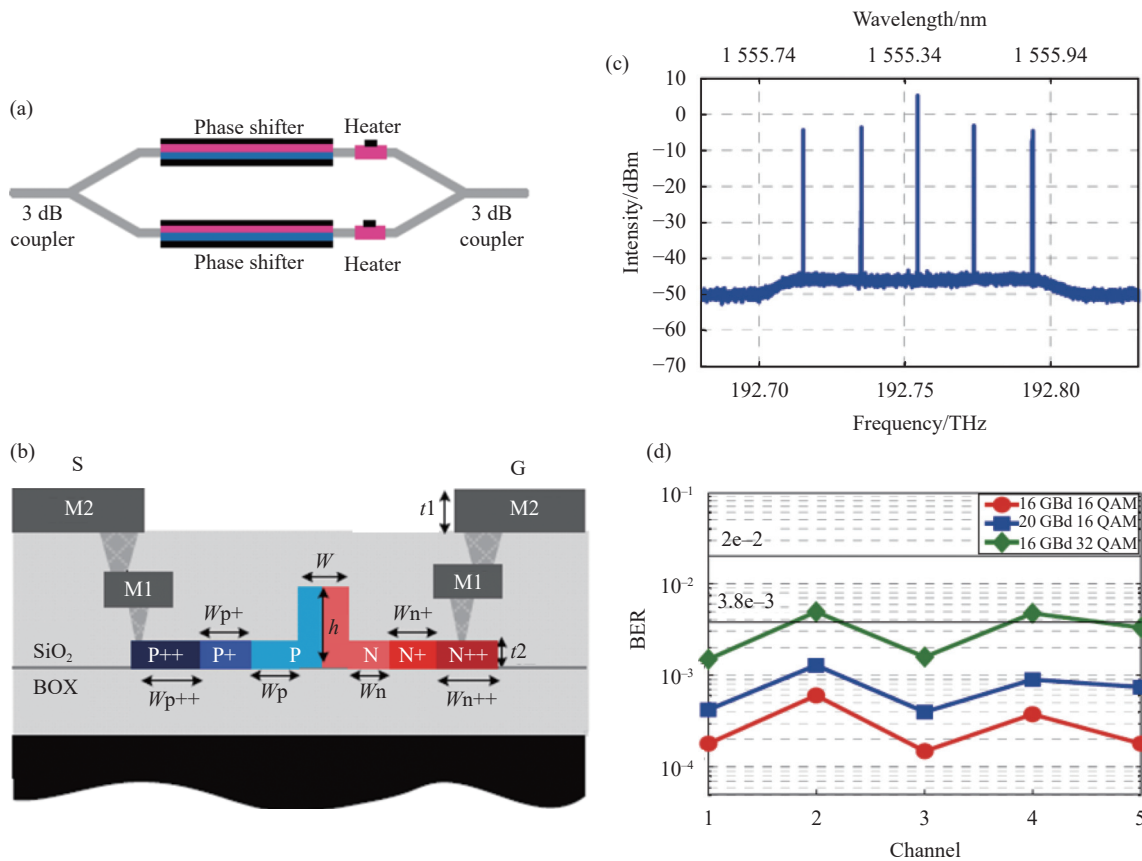 (a)
Phase shifter
Heater
3 dB
coupler
3 dB
coupler
Phase shifter
Heater
(b)
S
G
M2
t1
M2
M1
W
M1
Wp+
h
Wn+
SiO2
P++
P+
P
N
N+
N++
t2
BOX
Wp++
Wp
Wn
Wn++
(c)
Wavelength/nm
1 555.74
1 555.34
1 555.94
10
0
−10
−20
−30
−40
−50
−60
−70
Intensity/dBm
192.70
192.75
192.80
Frequency/THz
(d)
10−1
10−2
10−3
10−4
BER
16 GBd 16 QAM
20 GBd 16 QAM
16 GBd 32 QAM
2e−2
3.8e−3
1
2
3
4
5
Channel